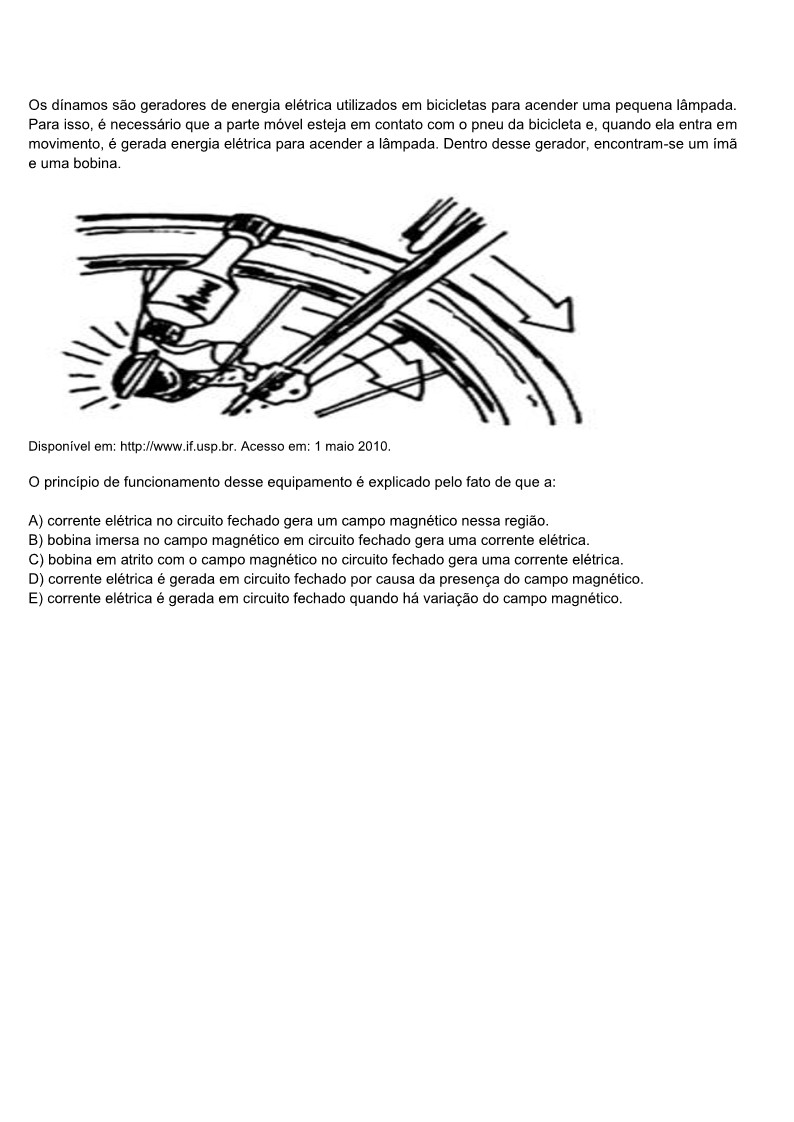 Os dínamos são geradores de energia elétrica utilizados em bicicletas para acender uma pequena lâmpada.
Para isso, é necessário que a parte móvel esteja em contato com o pneu da bicicleta e, quando ela entra em
movimento, é gerada energia elétrica para acender a lâmpada. Dentro desse gerador, encontram-se um ímã
e uma bobina.
Disponível em: http://www.if.usp.br. Acesso em: 1 maio 2010.
O princípio de funcionamento desse equipamento é explicado pelo fato de que a:
A) corrente elétrica no circuito fechado gera um campo magnético nessa região.
B) bobina imersa no campo magnético em circuito fechado gera uma corrente elétrica.
C) bobina em atrito com o campo magnético no circuito fechado gera uma corrente elétrica.
D) corrente elétrica é gerada em circuito fechado por causa da presença do campo magnético.
E) corrente elétrica é gerada em circuito fechado quando há variação do campo magnético.